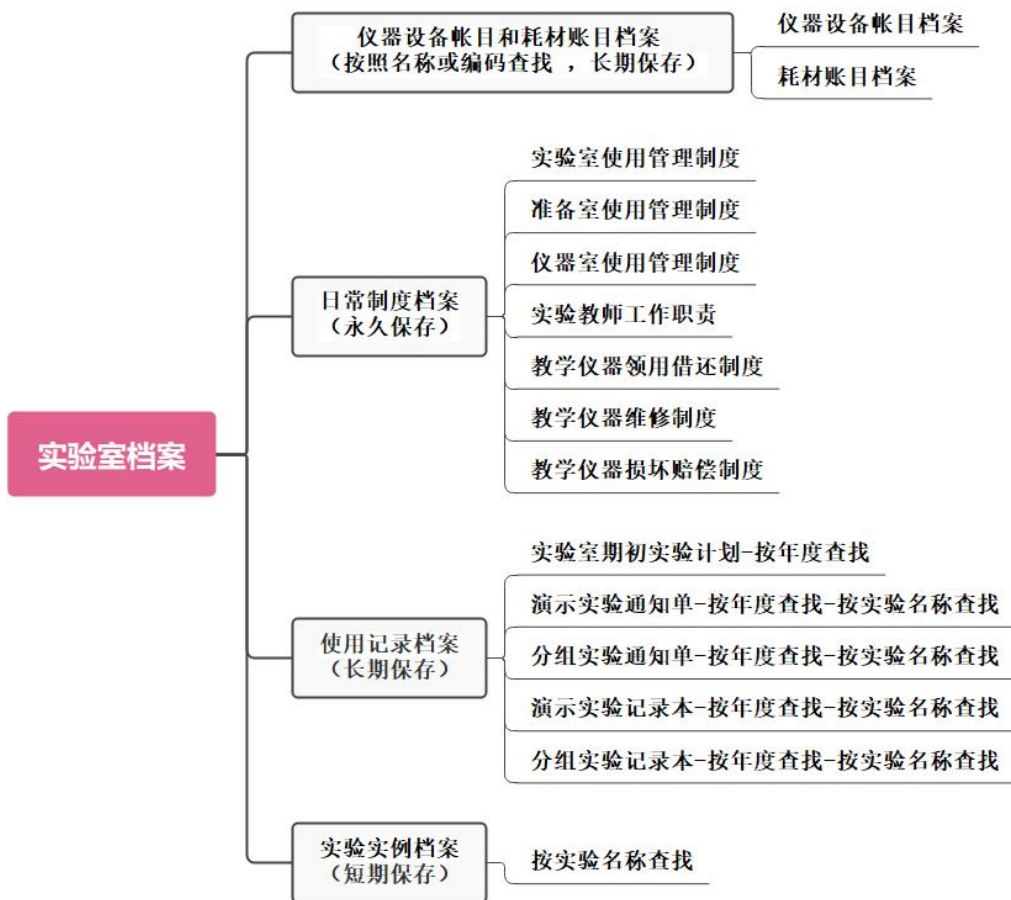 实验室档案
仪器设备帐目和耗材账目档案
（按照名称或编码查找 ，长期保存）
仪器设备帐目档案
耗材账目档案
日常制度档案
（永久保存）
实验室使用管理制度
准备室使用管理制度
仪器室使用管理制度
实验教师工作职责
教学仪器领用借还制度
教学仪器维修制度
教学仪器损坏赔偿制度
使用记录档案
（长期保存）
实验室期初实验计划-按年度查找
演示实验通知单-按年度查找-按实验名称查找
分组实验通知单-按年度查找-按实验名称查找
演示实验记录本-按年度查找-按实验名称查找
分组实验记录本-按年度查找-按实验名称查找
实验实例档案
（短期保存）
按实验名称查找